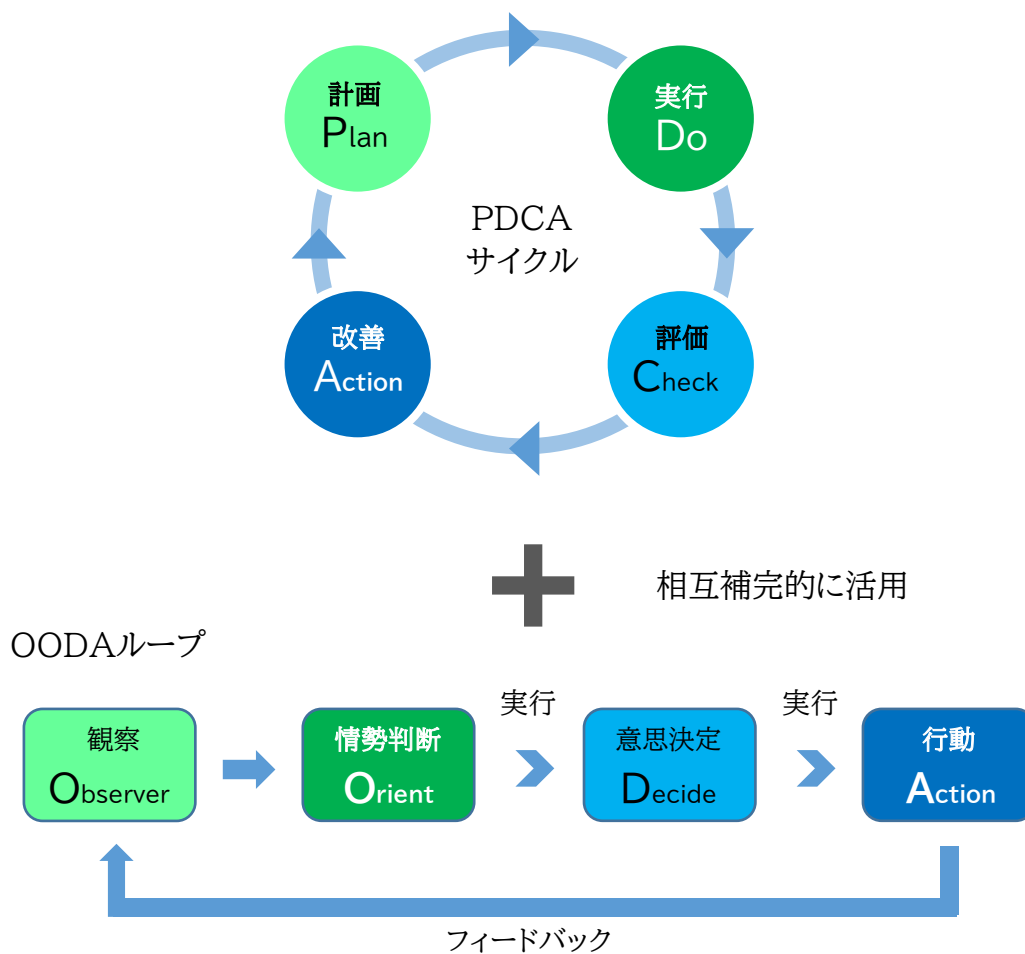 計画
Plan
実行
Do
PDCA
サイクル
改善
Action
評価
Check
相互補完的に活用
OODAループ
実行
実行
観察
Observer
情勢判断
Orient
意思決定
Decide
行動
Action
フィードバック